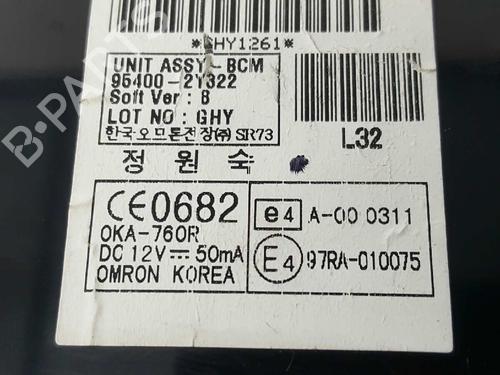 *GHY1261*
UNIT ASSY-BCM
95400-2Y322
Soft Ver : 8
LOT NO : GHY
한국오므론전장(주) SIR73
L32
정 원 숙
CE0682
OKA-760R
DC 12V 50mA
OMRON KOREA
e4 A-00 0311
E4 97RA-010075
B-PARTS